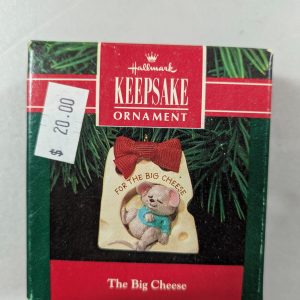 Hallmark
KEEPSAKE
ORNAMENT
$ 20.00
FOR THE BIG CHEESE
The Big Cheese